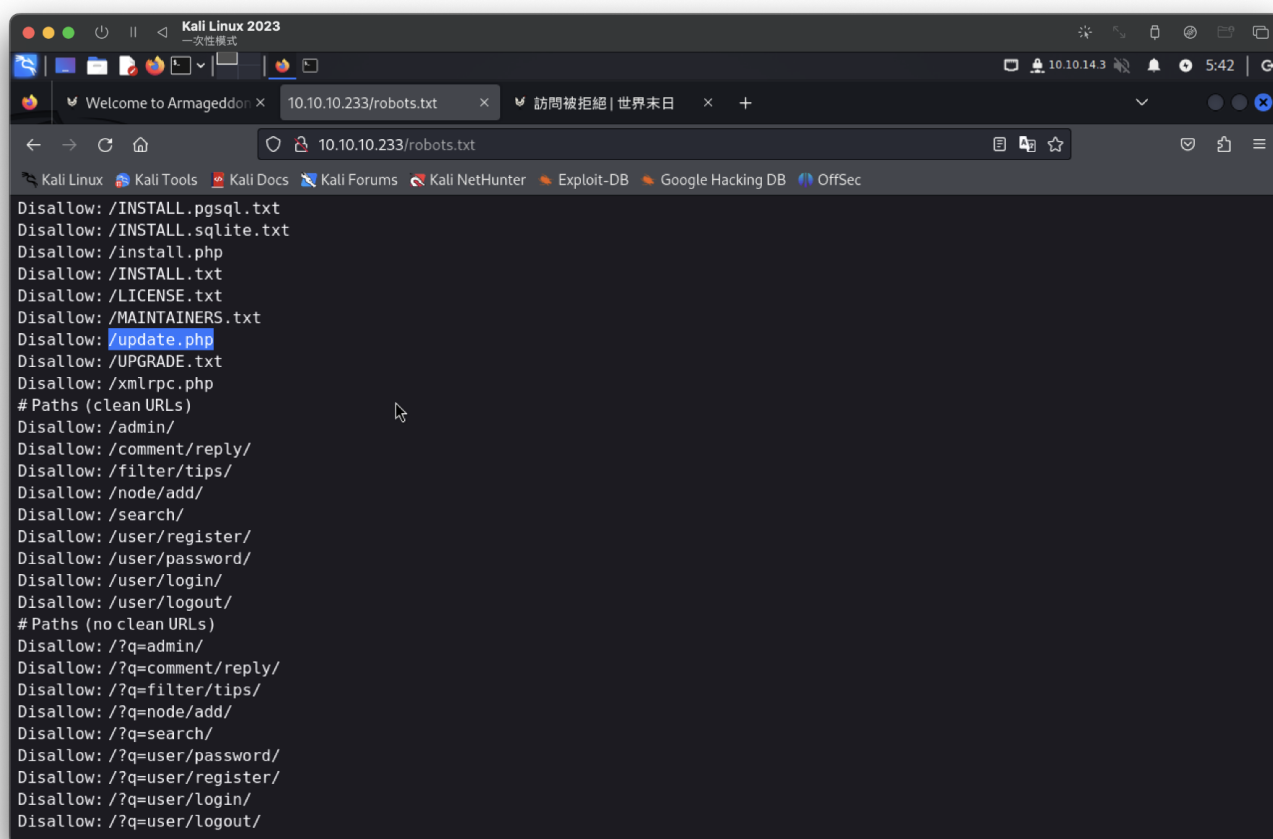 Kali Linux 2023
一次性模式
10.10.14.3
5:42
Welcome to Armageddon
10.10.10.233/robots.txt
訪問被拒絕 | 世界末日
10.10.10.233/robots.txt
Kali Linux
Kali Tools
Kali Docs
Kali Forums
Kali NetHunter
Exploit-DB
Google Hacking DB
OffSec
Disallow: /INSTALL.pgsql.txt
Disallow: /INSTALL.sqlite.txt
Disallow: /install.php
Disallow: /INSTALL.txt
Disallow: /LICENSE.txt
Disallow: /MAINTAINERS.txt
Disallow: /update.php
Disallow: /UPGRADE.txt
Disallow: /xmlrpc.php
# Paths (clean URLs)
Disallow: /admin/
Disallow: /comment/reply/
Disallow: /filter/tips/
Disallow: /node/add/
Disallow: /search/
Disallow: /user/register/
Disallow: /user/password/
Disallow: /user/login/
Disallow: /user/logout/
# Paths (no clean URLs)
Disallow: /?q=admin/
Disallow: /?q=comment/reply/
Disallow: /?q=filter/tips/
Disallow: /?q=node/add/
Disallow: /?q=search/
Disallow: /?q=user/password/
Disallow: /?q=user/register/
Disallow: /?q=user/login/
Disallow: /?q=user/logout/